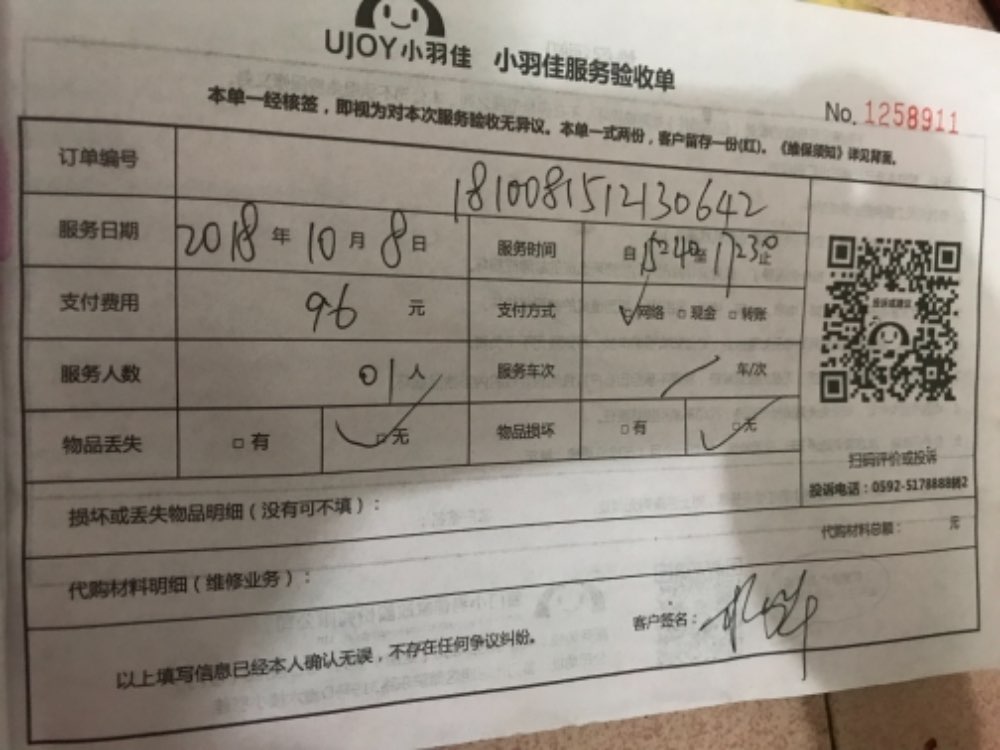 UJOY小羽佳 小羽佳服务验收单
No. 1258911
本单一经核签，即视为对本次服务验收无异议。本单一式两份，客户留存一份(红)。《维保须知》详见背面。
订单编号 1810081512130642
服务日期 2018 年 10 月 8 日 服务时间 自 15:40 至 17:30 止
支付费用 96 元 支付方式 ☑网络 □现金 □转账
服务人数 01 人 服务车次 / 车/次
物品丢失 □有 ☑无 物品损坏 □有 ☑无
投诉或建议
扫码评价或投诉
投诉电话：0592-5178888转2
损坏或丢失物品明细（没有可不填）：
代购材料总额： 元
代购材料明细（维修业务）：
客户签名：
以上填写信息已经本人确认无误，不存在任何争议纠纷。